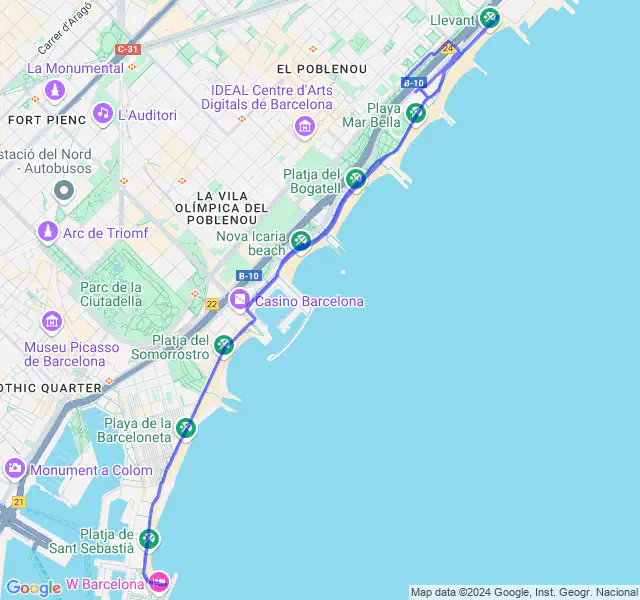 Llevant
Carrer d'Aragó
C-31
24
La Monumental
EL POBLENOU
B-10
IDEAL Centre d'Arts
Digitals de Barcelona
L'Auditori
Playa
Mar Bella
FORT PIENC
stació del Nord
- Autobusos
Platja del
Bogatell
LA VILA
OLÍMPICA DEL
POBLENOU
Arc de Triomf
Nova Icaria
beach
B-10
Parc de la
Ciutadella
22
Casino Barcelona
Museu Picasso
de Barcelona
Platja del
Somorrostro
OTHIC QUARTER
Playa de la
Barceloneta
Monument a Colom
21
Platja de
Sant Sebastià
W Barcelona
Google
Map data ©2024 Google, Inst. Geogr. Nacional